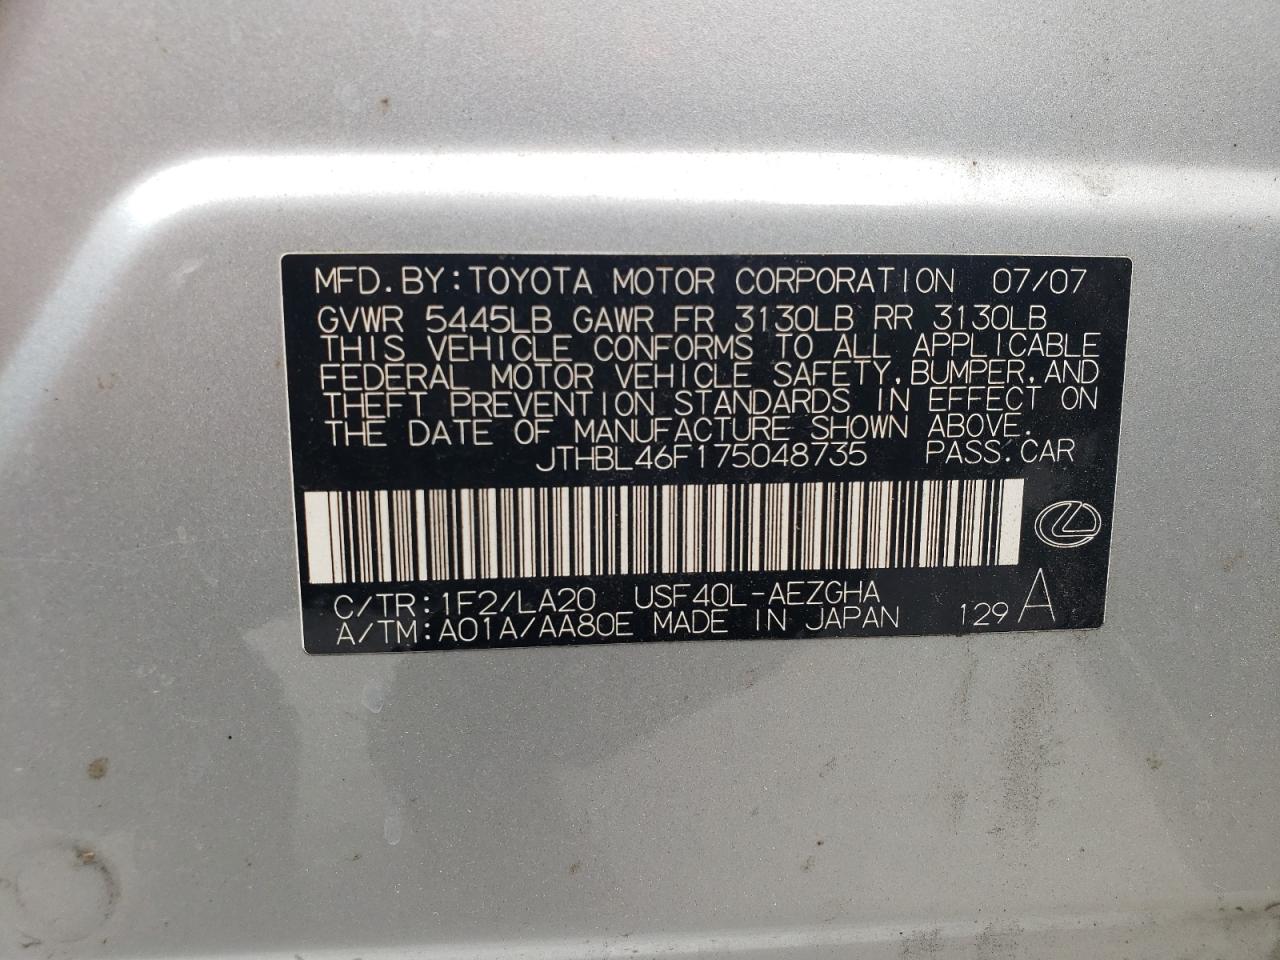 MFD.BY:TOYOTA MOTOR CORPORATION 07/07
GVWR 5445LB GAWR FR 3130LB RR 3130LB
THIS VEHICLE CONFORMS TO ALL APPLICABLE
FEDERAL MOTOR VEHICLE SAFETY,BUMPER,AND
THEFT PREVENTION STANDARDS IN EFFECT ON
THE DATE OF MANUFACTURE SHOWN ABOVE.
JTHBL46F175048735 PASS.CAR
C/TR:1F2/LA20 USF40L-AEZGHA
A/TM:A01A/AA80E MADE IN JAPAN 129 A